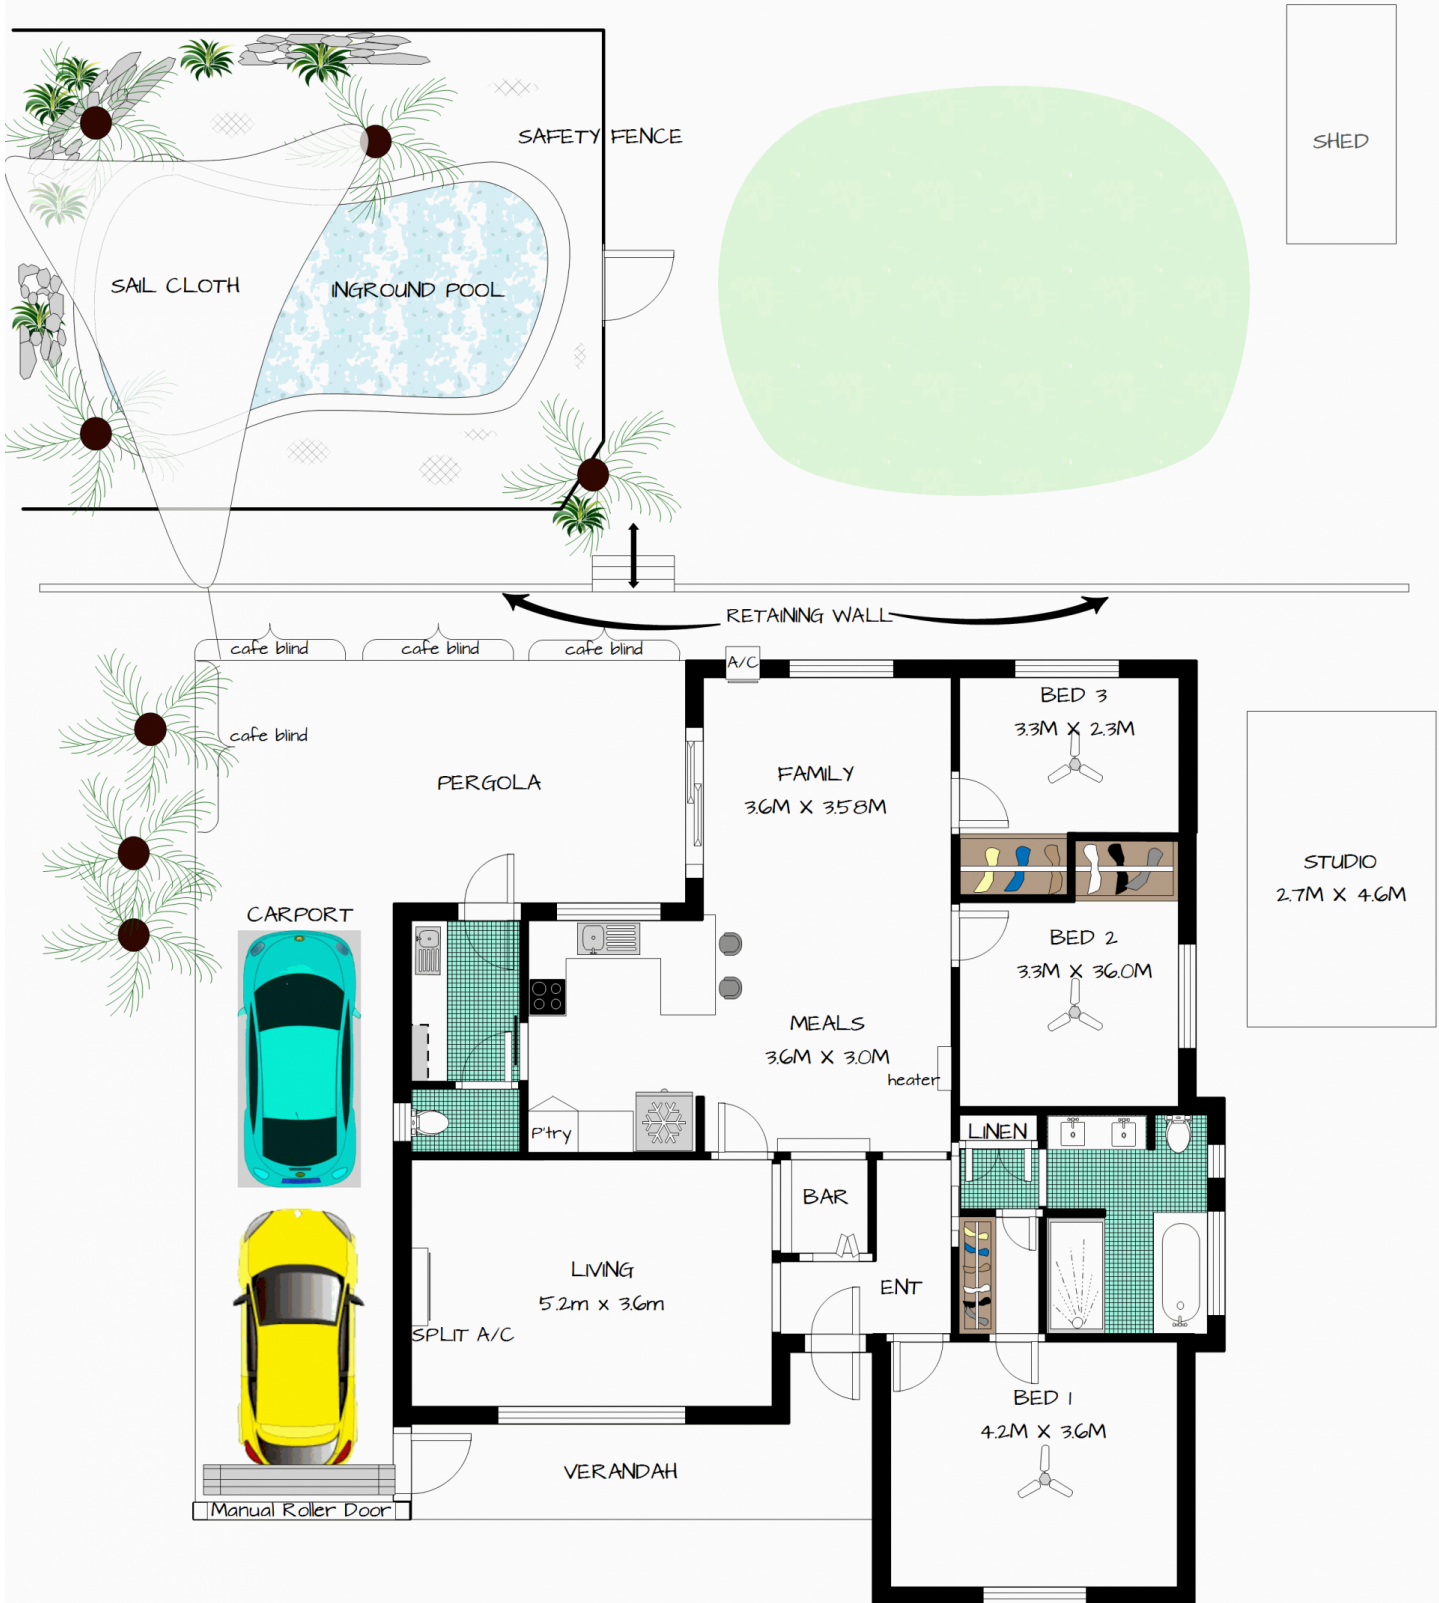 SAFETY FENCE
SHED
SAIL CLOTH
INGROUND POOL
RETAINING WALL
cafe blind
cafe blind
cafe blind
A/C
BED 3
3.3M X 2.3M
cafe blind
PERGOLA
FAMILY
3.6M X 3.58M
STUDIO
2.7M X 4.6M
CARPORT
BED 2
3.3M X 36.0M
MEALS
3.6M X 3.0M
heater
P'try
LINEN
BAR
LIVING
5.2m x 3.6m
ENT
SPLIT A/C
BED 1
4.2M X 3.6M
VERANDAH
Manual Roller Door